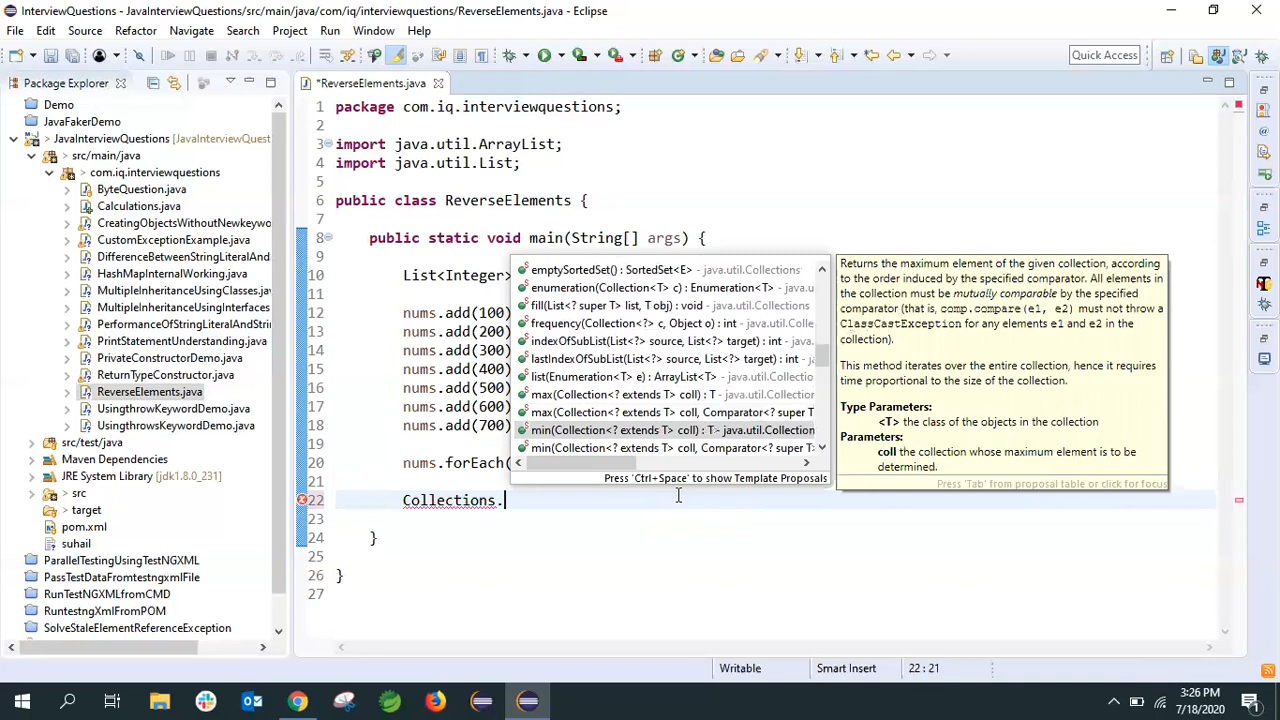 InterviewQuestions - JavaInterviewQuestions/src/main/java/com/iq/interviewquestions/ReverseElements.java - Eclipse
File Edit Source Refactor Navigate Search Project Run Window Help
Quick Access
Package Explorer
*ReverseElements.java
Demo
JavaFakerDemo
JavaInterviewQuestions [JavaInterviewQuest
src/main/java
com.iq.interviewquestions
ByteQuestion.java
Calculations.java
CreatingObjectsWithoutNewkeywo
CustomExceptionExample.java
DifferenceBetweenStringLiteralAnd
HashMapInternalWorking.java
MultipleInheritanceUsingClasses.jav
MultipleInheritanceUsingInterfaces
PerformanceOfStringLiteralAndStri
PrintStatementUnderstanding.java
PrivateConstructorDemo.java
ReturnTypeConstructor.java
ReverseElements.java
UsingthrowKeywordDemo.java
UsingthrowsKeywordDemo.java
src/test/java
Maven Dependencies
JRE System Library [jdk1.8.0_231]
src
target
pom.xml
suhail
ParallelTestingUsingTestNGXML
PassTestDataFromtestngxmlFile
RunTestNGXMLfromCMD
RuntestngXMLfromPOM
SolveStaleElementReferenceException
1 package com.iq.interviewquestions;
2
3 import java.util.ArrayList;
4 import java.util.List;
5
6 public class ReverseElements {
7
8 public static void main(String[] args) {
9
10 List<Integer>
11
12 nums.add(100)
13 nums.add(200)
14 nums.add(300)
15 nums.add(400)
16 nums.add(500)
17 nums.add(600)
18 nums.add(700)
19
20 nums.forEach(
21
22 Collections.
23
24 }
25
26 }
27
emptySortedSet() : SortedSet<E> - java.util.Collections
enumeration(Collection<T> c) : Enumeration<T> - java.u
fill(List<? super T> list, T obj) : void - java.util.Collections
frequency(Collection<?> c, Object o) : int - java.util.Colle
indexOfSubList(List<?> source, List<?> target) : int - java
lastIndexOfSubList(List<?> source, List<?> target) : int - j
list(Enumeration<T> e) : ArrayList<T> - java.util.Collectio
max(Collection<? extends T> coll) : T - java.util.Collection
max(Collection<? extends T> coll, Comparator<? super T
min(Collection<? extends T> coll) : T - java.util.Collection
min(Collection<? extends T> coll, Comparator<? super T>
Press 'Ctrl+Space' to show Template Proposals
Returns the maximum element of the given collection, according
to the order induced by the specified comparator. All elements in
the collection must be mutually comparable by the specified
comparator (that is, comp.compare(e1, e2) must not throw a
ClassCastException for any elements e1 and e2 in the
collection).
This method iterates over the entire collection, hence it requires
time proportional to the size of the collection.
Type Parameters:
<T> the class of the objects in the collection
Parameters:
coll the collection whose maximum element is to be
determined.
Press 'Tab' from proposal table or click for focus
Writable
Smart Insert
22 : 21
3:26 PM
7/18/2020